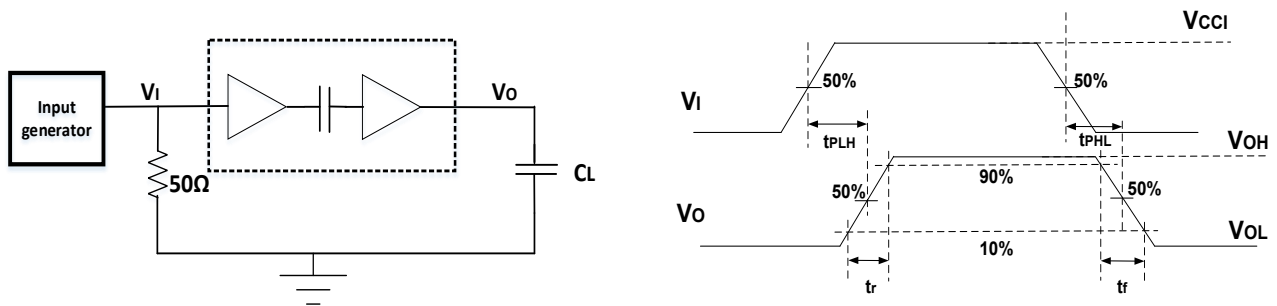 Input
generator
VI
50Ω
VO
CL
VCCI
50%
50%
VI
tPLH
tPHL
VOH
90%
50%
50%
VO
10%
VOL
tr
tf